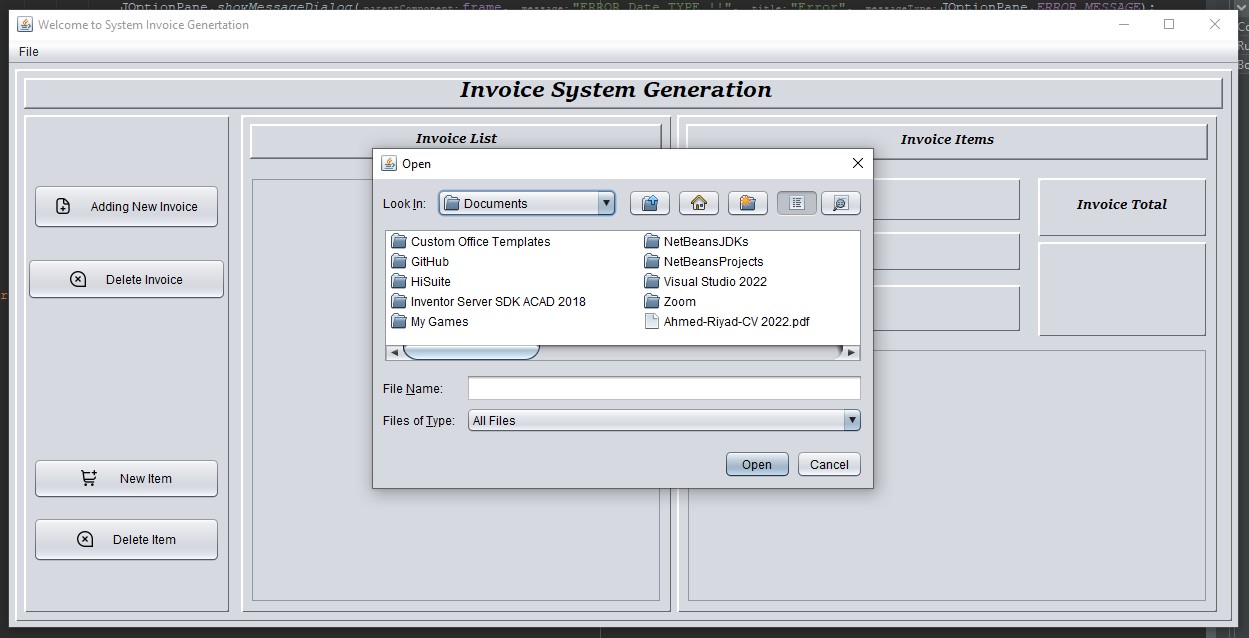 JOptionPane.showMessageDialog( parentComponent: frame, message: "ERROR Date TYPE !!", title: "Error", messageType: JOptionPane.ERROR_MESSAGE);
Welcome to System Invoice Genertation
File
Invoice System Generation
Invoice List
Invoice Items
Adding New Invoice
Delete Invoice
New Item
Delete Item
Invoice Total
Open
Look In:
Documents
Custom Office Templates
GitHub
HiSuite
Inventor Server SDK ACAD 2018
My Games
NetBeansJDKs
NetBeansProjects
Visual Studio 2022
Zoom
Ahmed-Riyad-CV 2022.pdf
File Name:
Files of Type:
All Files
Open
Cancel